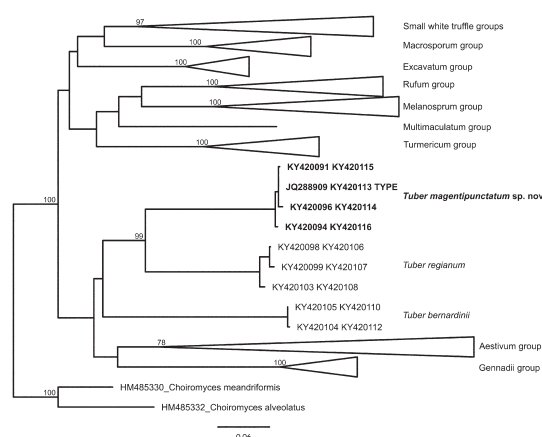 97
Small white truffle groups
100
Macrosporum group
100
Excavatum group
100
Rufum group
100
Melanosprum group
Multimaculatum group
100
Turmericum group
100
KY420091 KY420115
JQ288909 KY420113 TYPE
Tuber magentipunctatum sp. nov
KY420096 KY420114
KY420094 KY420116
99
KY420098 KY420106
KY420099 KY420107
Tuber regianum
KY420103 KY420108
KY420105 KY420110
Tuber bernardinii
KY420104 KY420112
78
Aestivum group
100
Gennadii group
HM485330_Choiromyces meandriformis
100
HM485332_Choiromyces alveolatus